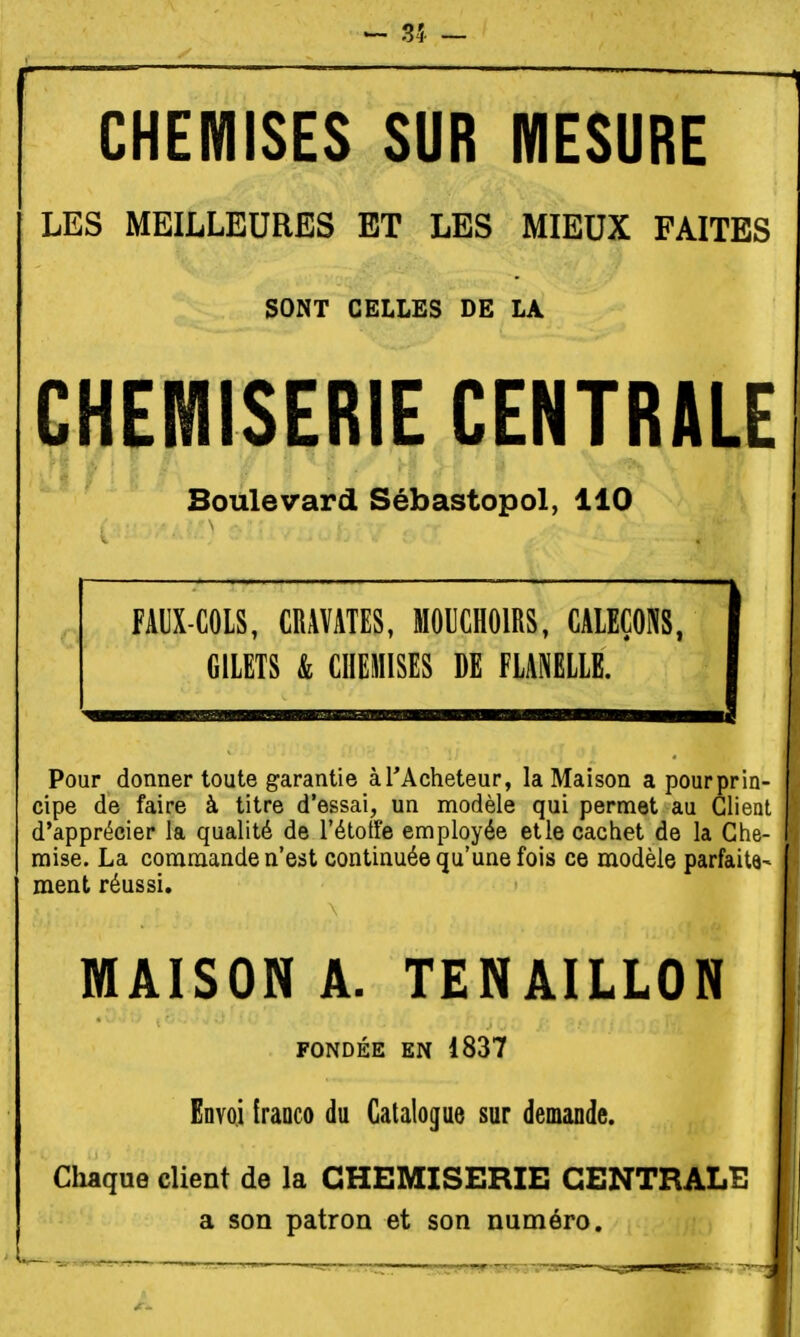 — 34 —
CHEMISES SUR MESURE
LES MEILLEURES ET LES MIEUX FAITES
SONT CELLES DE LA
CHEMISERIE CENTRALE
Boulevard Sébastopol, 110
FAUX-COLS, CRAVATES, MOUCHOIRS, CALEÇONS,
GILETS & CHEMISES DE FLANELLE.
Pour donner toute garantie à l'Acheteur, la Maison a pour prin-
cipe de faire à titre d'essai, un modèle qui permet au Client
d'apprécier la qualité de l'étoffe employée et le cachet de la Che-
mise. La commande n'est continuée qu'une fois ce modèle parfaite-
ment réussi.
MAISON A. TENAILLON
FONDÉE EN 1837
Envoi franco du Catalogue sur demande.
Chaque client de la CHEMISERIE CENTRALE
a son patron et son numéro.